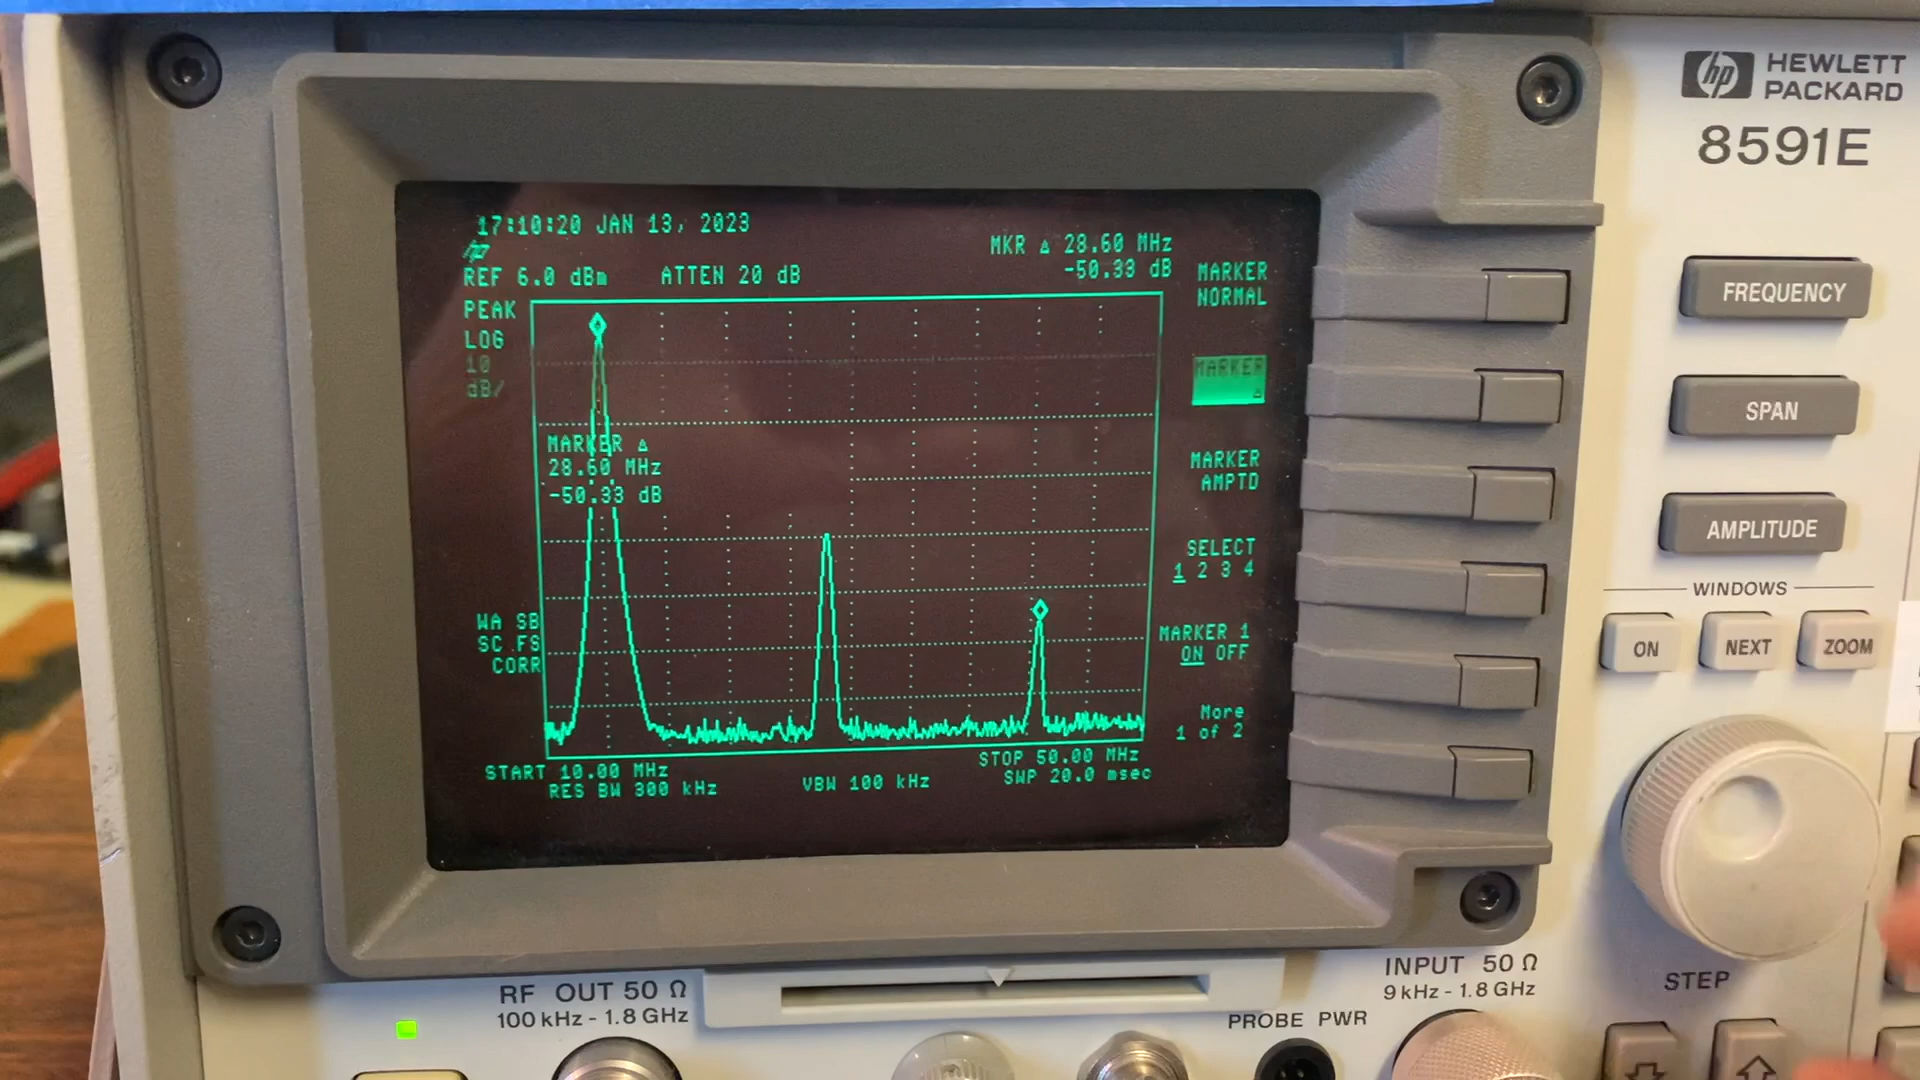 hp HEWLETT
PACKARD
8591E
17:10:20 JAN 13, 2023
hp
MKR Δ 28.60 MHz
-50.33 dB
REF 6.0 dBm ATTEN 20 dB
PEAK
LOG
10
dB/
MARKER Δ
28.60 MHz
-50.33 dB
WA SB
SC FS
CORR
START 10.00 MHz
STOP 50.00 MHz
RES BW 300 kHz
VBW 100 kHz
SWP 20.0 msec
MARKER
NORMAL
MARKER
Δ
MARKER
AMPTD
SELECT
1 2 3 4
MARKER 1
ON OFF
More
1 of 2
FREQUENCY
SPAN
AMPLITUDE
WINDOWS
ON NEXT ZOOM
STEP
RF OUT 50 Ω
100 kHz - 1.8 GHz
PROBE PWR
INPUT 50 Ω
9 kHz - 1.8 GHz